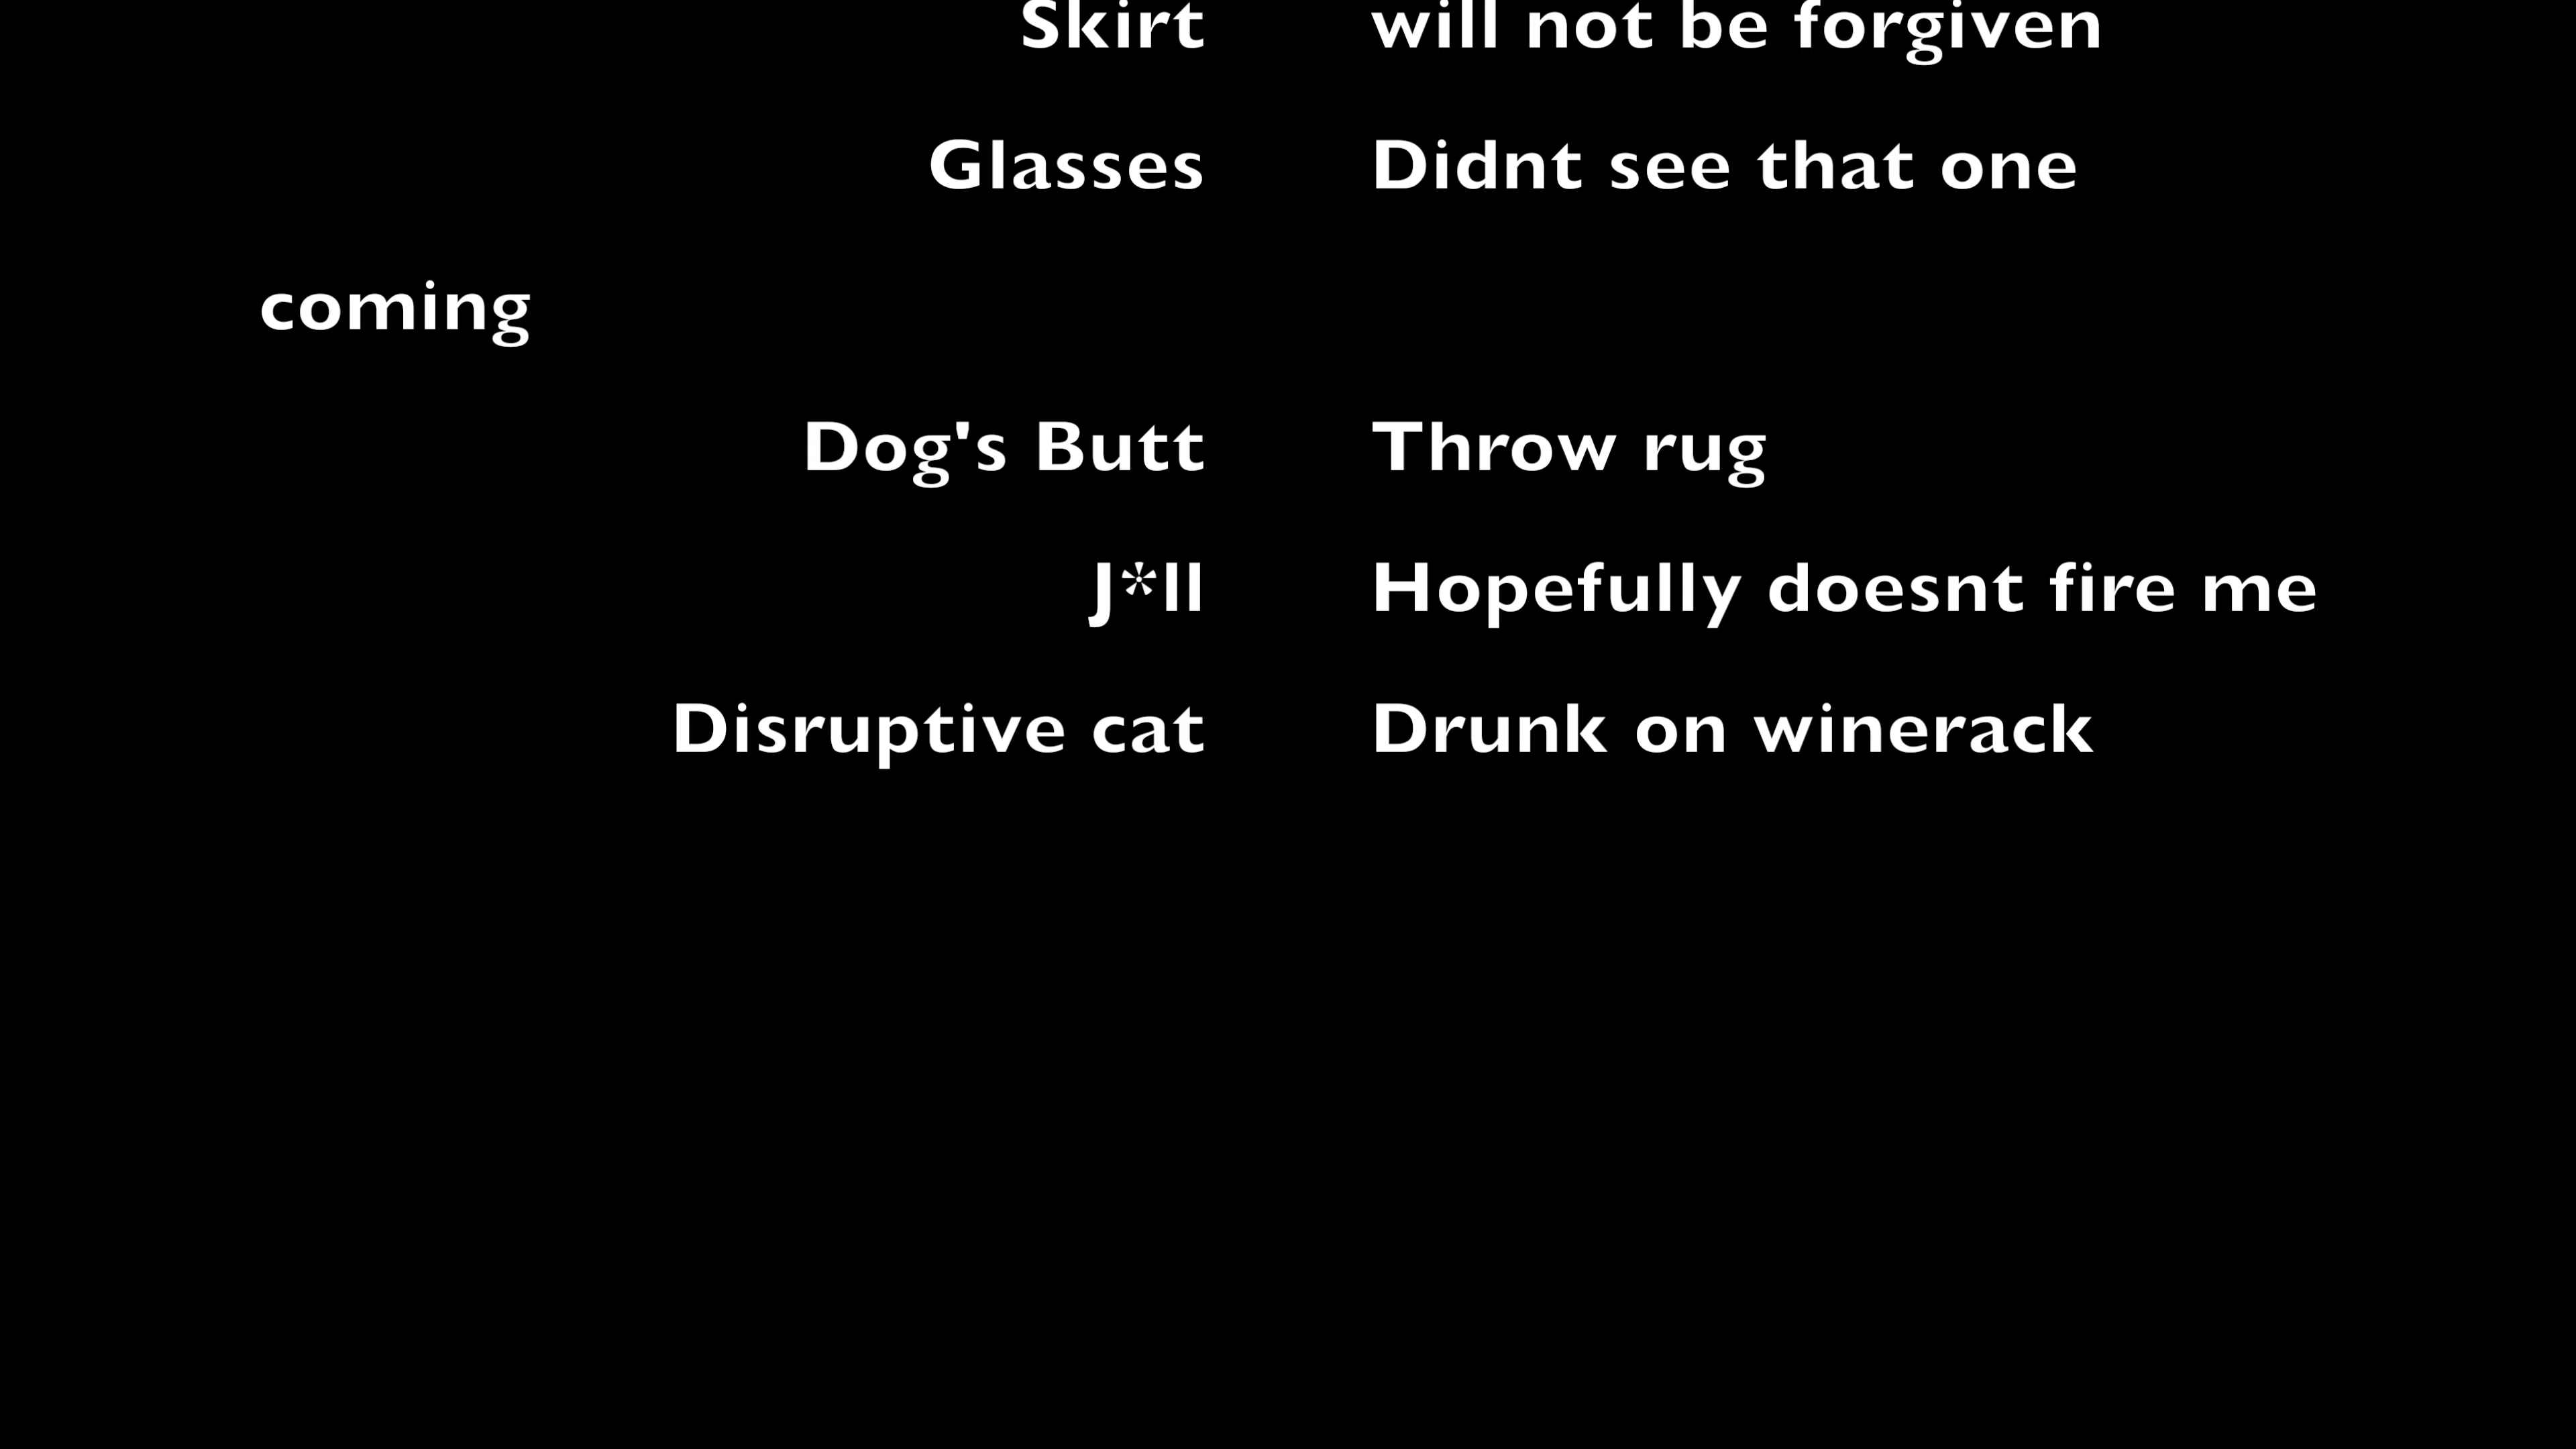 Skirt will not be forgiven
Glasses Didnt see that one
coming
Dog's Butt Throw rug
J*ll Hopefully doesnt fire me
Disruptive cat Drunk on winerack